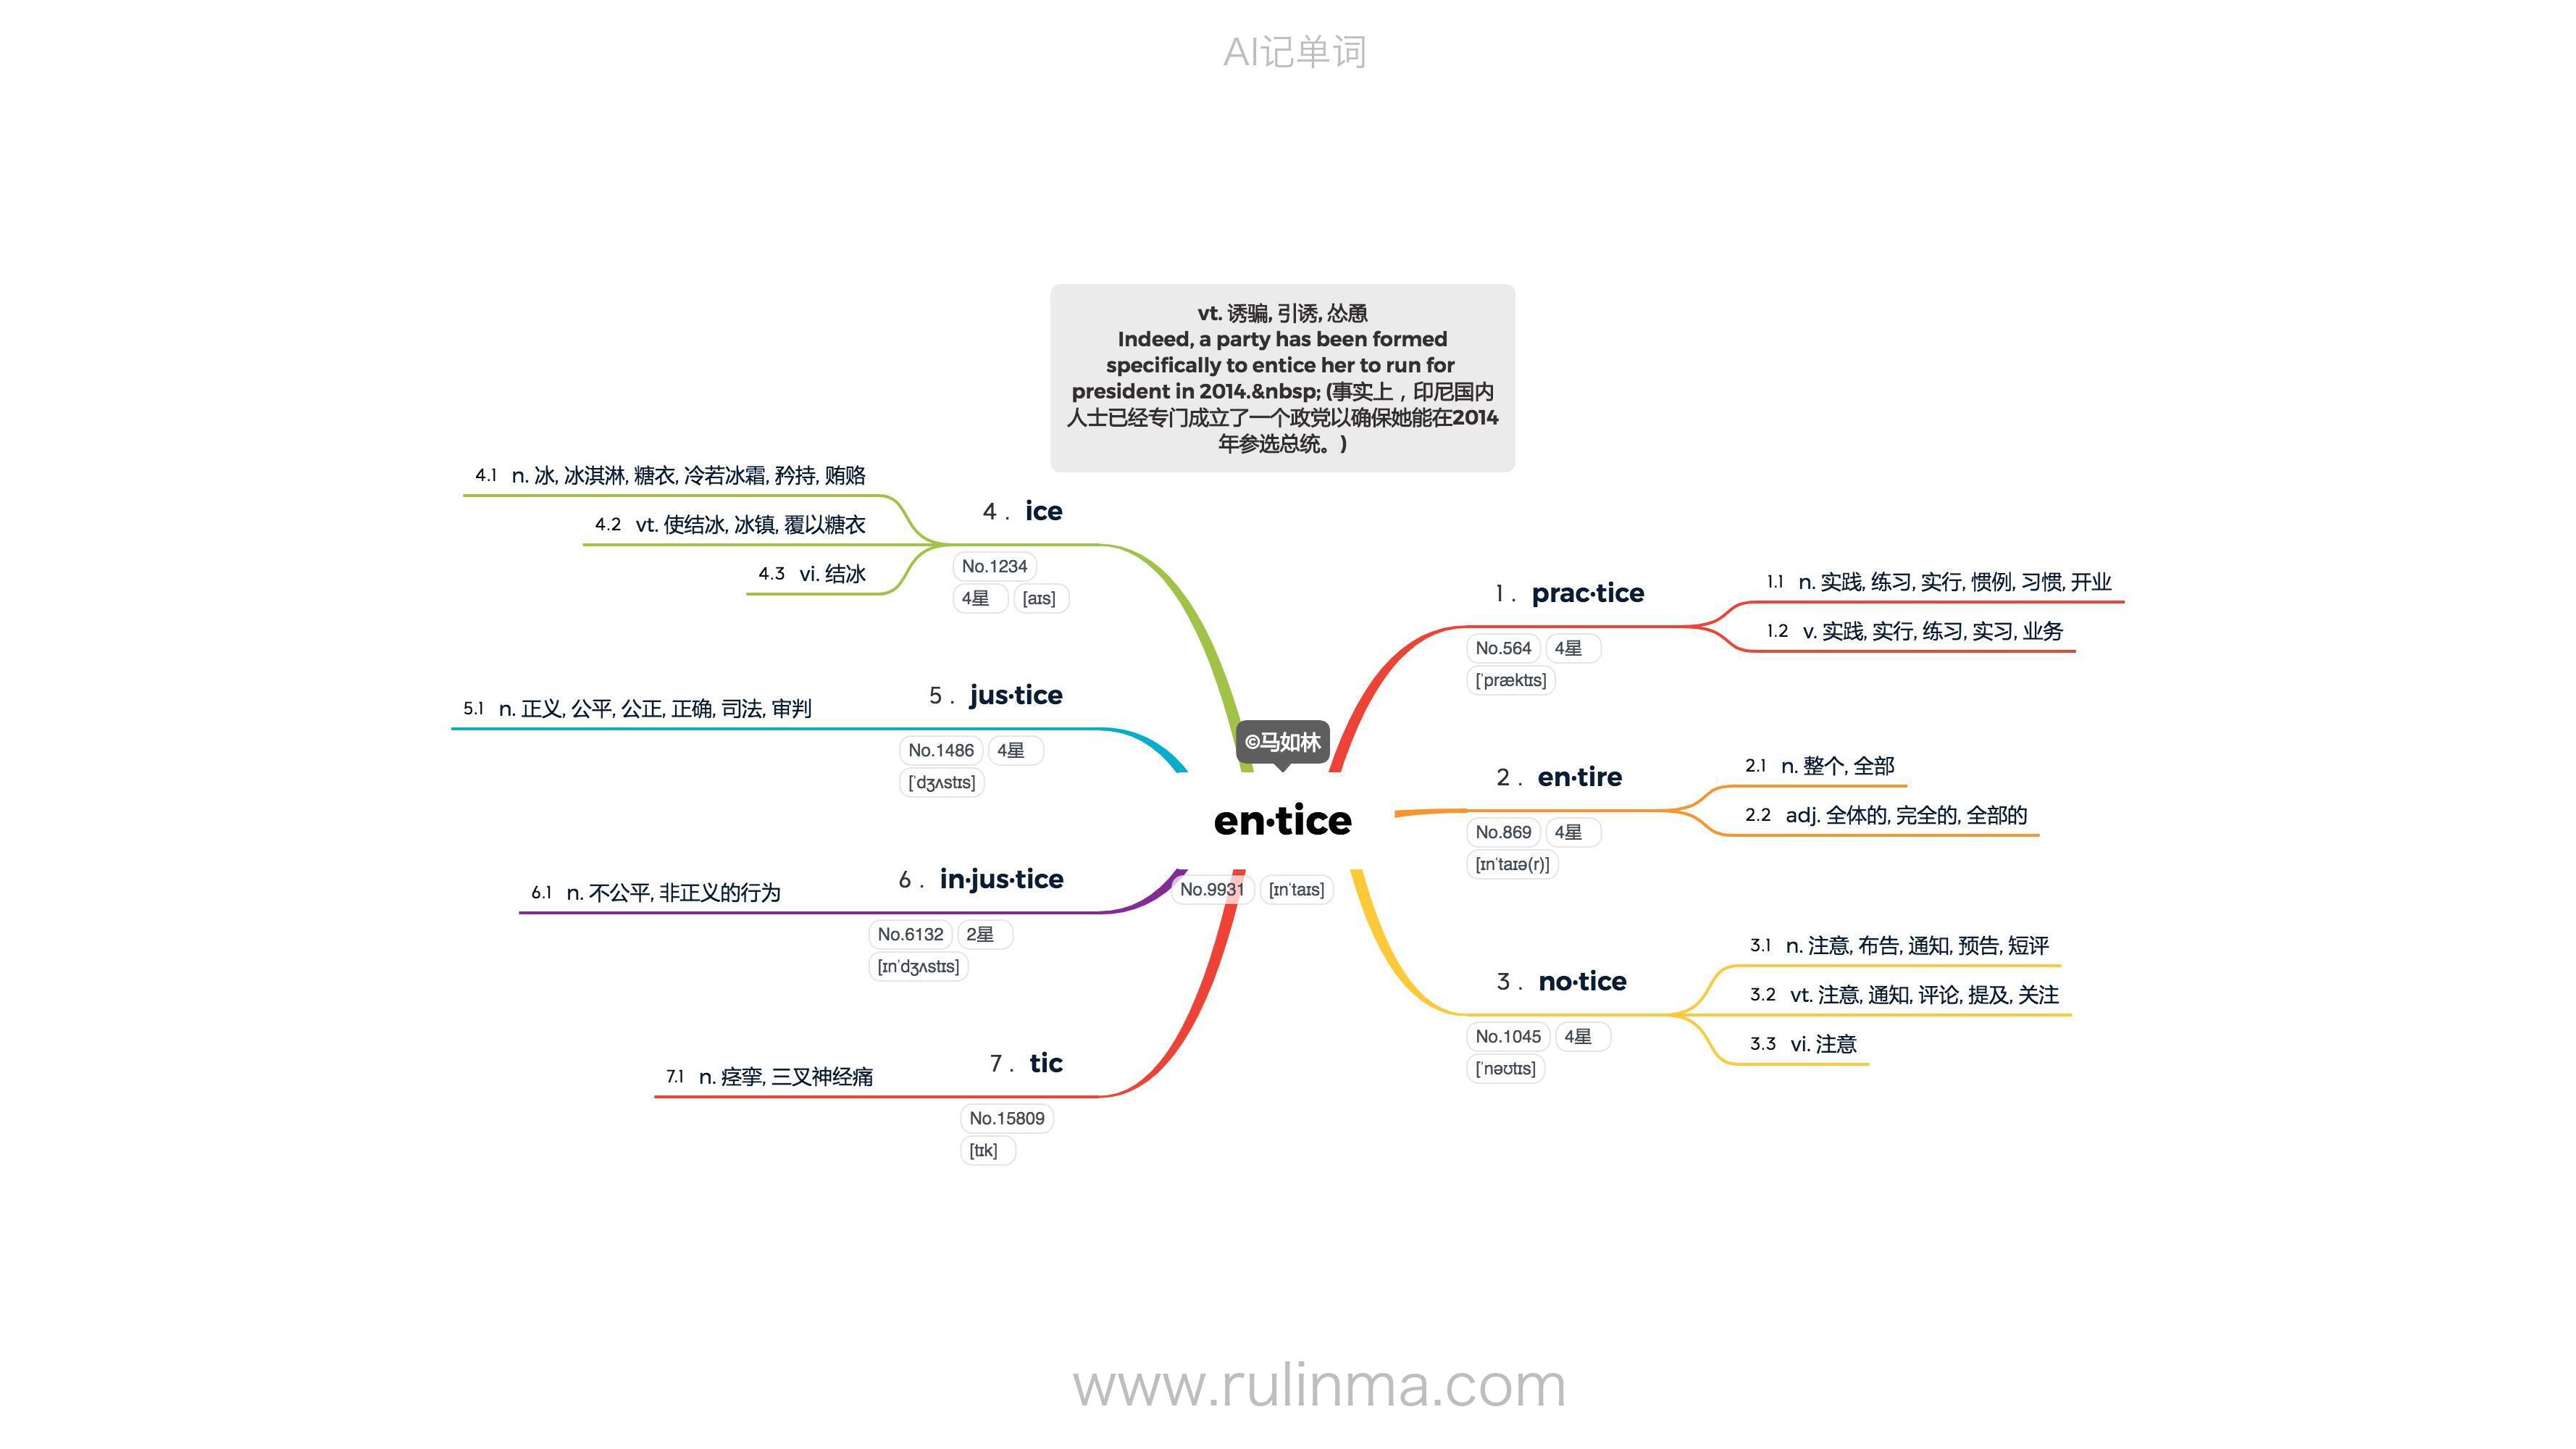 AI记单词
vt. 诱骗, 引诱, 怂恿
Indeed, a party has been formed
specifically to entice her to run for
president in 2014.&nbsp; (事实上，印尼国内
人士已经专门成立了一个政党以确保她能在2014
年参选总统。)
©马如林
en·tice
No.9931 [ɪnˈtaɪs]
1. prac·tice
No.564 4星
[ˈpræktɪs]
1.1 n. 实践, 练习, 实行, 惯例, 习惯, 开业
1.2 v. 实践, 实行, 练习, 实习, 业务
2. en·tire
No.869 4星
[ɪnˈtaɪə(r)]
2.1 n. 整个, 全部
2.2 adj. 全体的, 完全的, 全部的
3. no·tice
No.1045 4星
[ˈnəʊtɪs]
3.1 n. 注意, 布告, 通知, 预告, 短评
3.2 vt. 注意, 通知, 评论, 提及, 关注
3.3 vi. 注意
4. ice
No.1234
4星 [aɪs]
4.1 n. 冰, 冰淇淋, 糖衣, 冷若冰霜, 矜持, 贿赂
4.2 vt. 使结冰, 冰镇, 覆以糖衣
4.3 vi. 结冰
5. jus·tice
No.1486 4星
[ˈdʒʌstɪs]
5.1 n. 正义, 公平, 公正, 正确, 司法, 审判
6. in·jus·tice
No.6132 2星
[ɪnˈdʒʌstɪs]
6.1 n. 不公平, 非正义的行为
7. tic
No.15809
[tɪk]
7.1 n. 痉挛, 三叉神经痛
www.rulinma.com